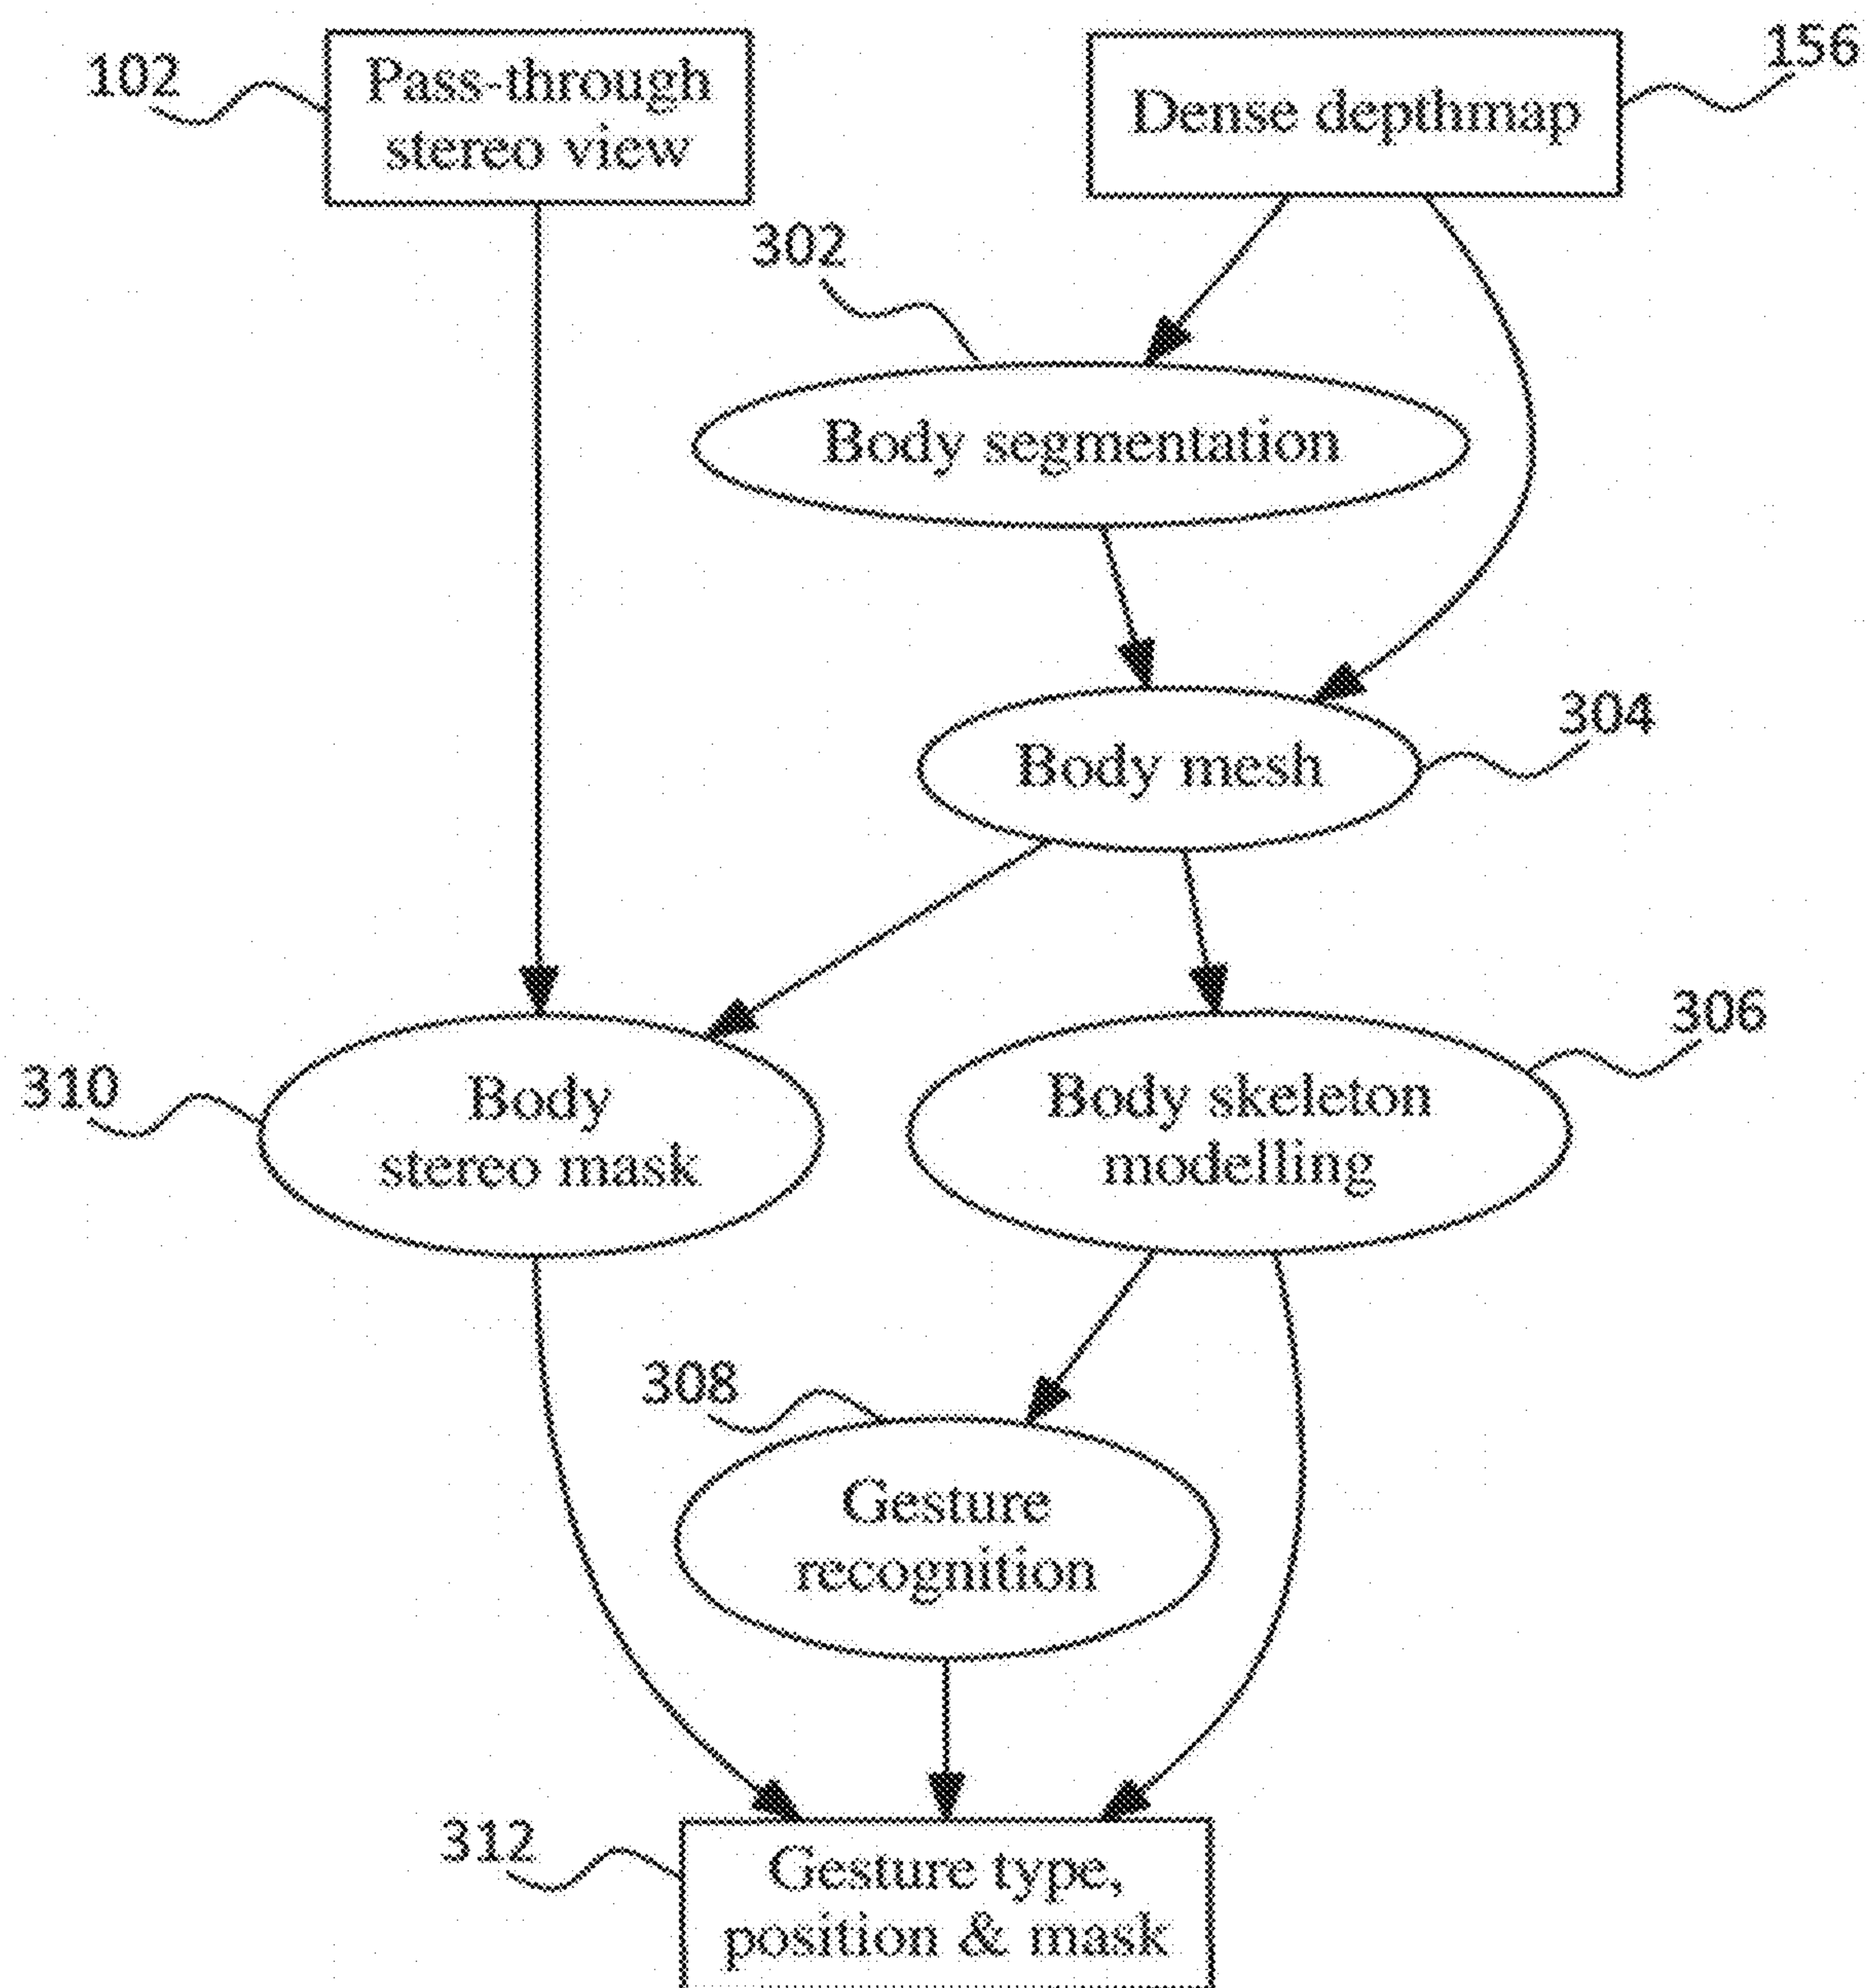 102
Pass-through
stereo view
Dense depthmap
156
302
Body segmentation
Body mesh
304
310
Body
stereo mask
Body skeleton
modelling
306
308
Gesture
recognition
312
Gesture type,
position & mask